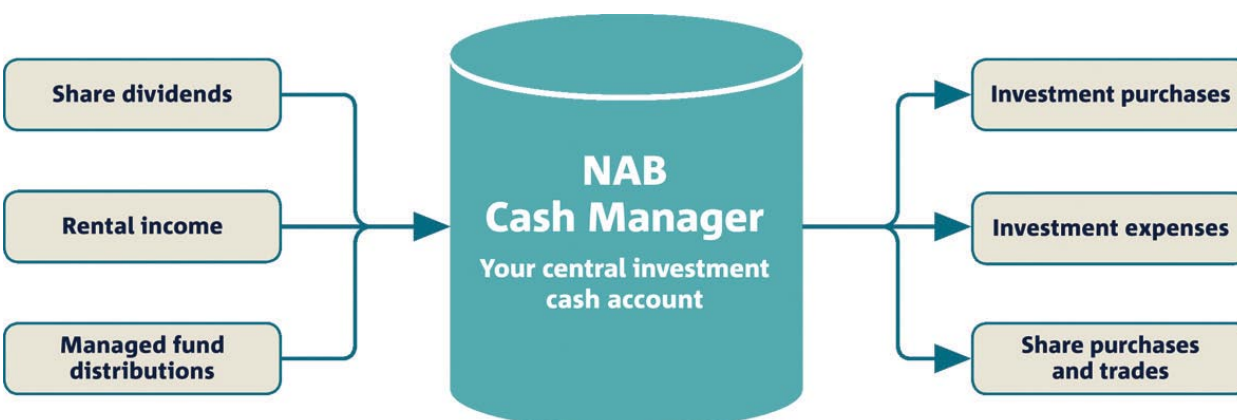 Share dividends
Rental income
Managed fund
distributions
NAB
Cash Manager
Your central investment
cash account
Investment purchases
Investment expenses
Share purchases
and trades